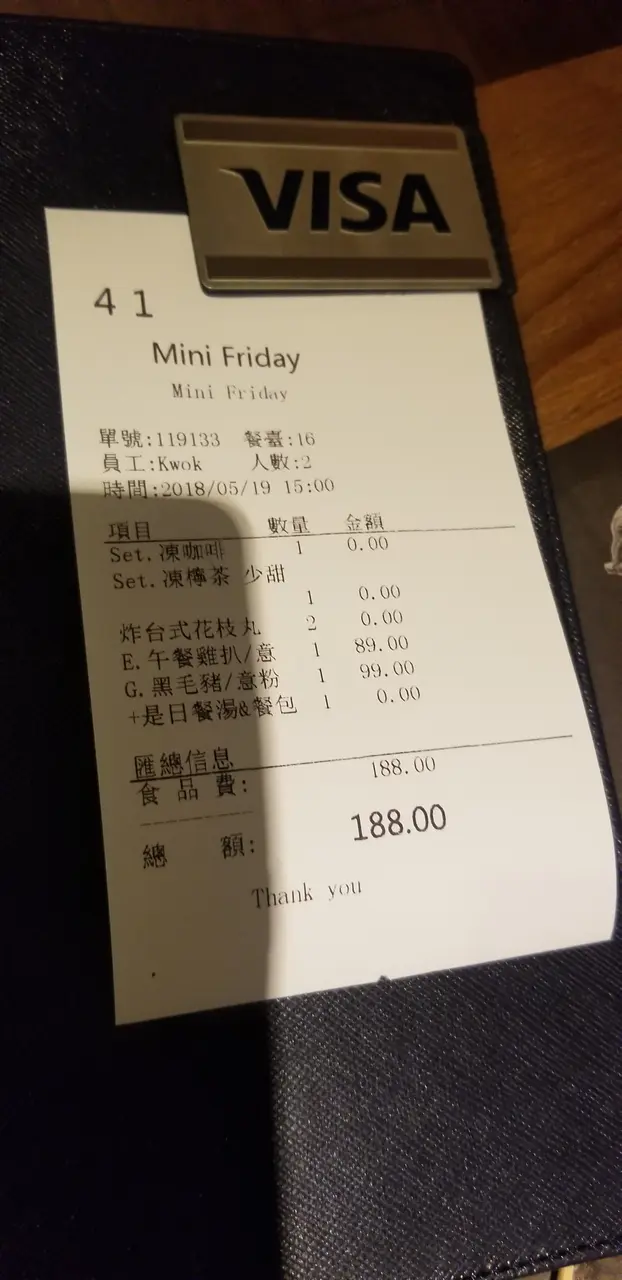 VISA
41
Mini Friday
Mini Friday
單號:119133 餐臺:16
員工:Kwok 人數:2
時間:2018/05/19 15:00
項目 數量 金額
Set.凍咖啡 1 0.00
Set.凍檸茶 少甜
1 0.00
炸台式花枝丸 2 0.00
E.午餐雞扒/意 1 89.00
G.黑毛豬/意粉 1 99.00
+是日餐湯&餐包 1 0.00
匯總信息
食品費: 188.00
總額: 188.00
Thank you